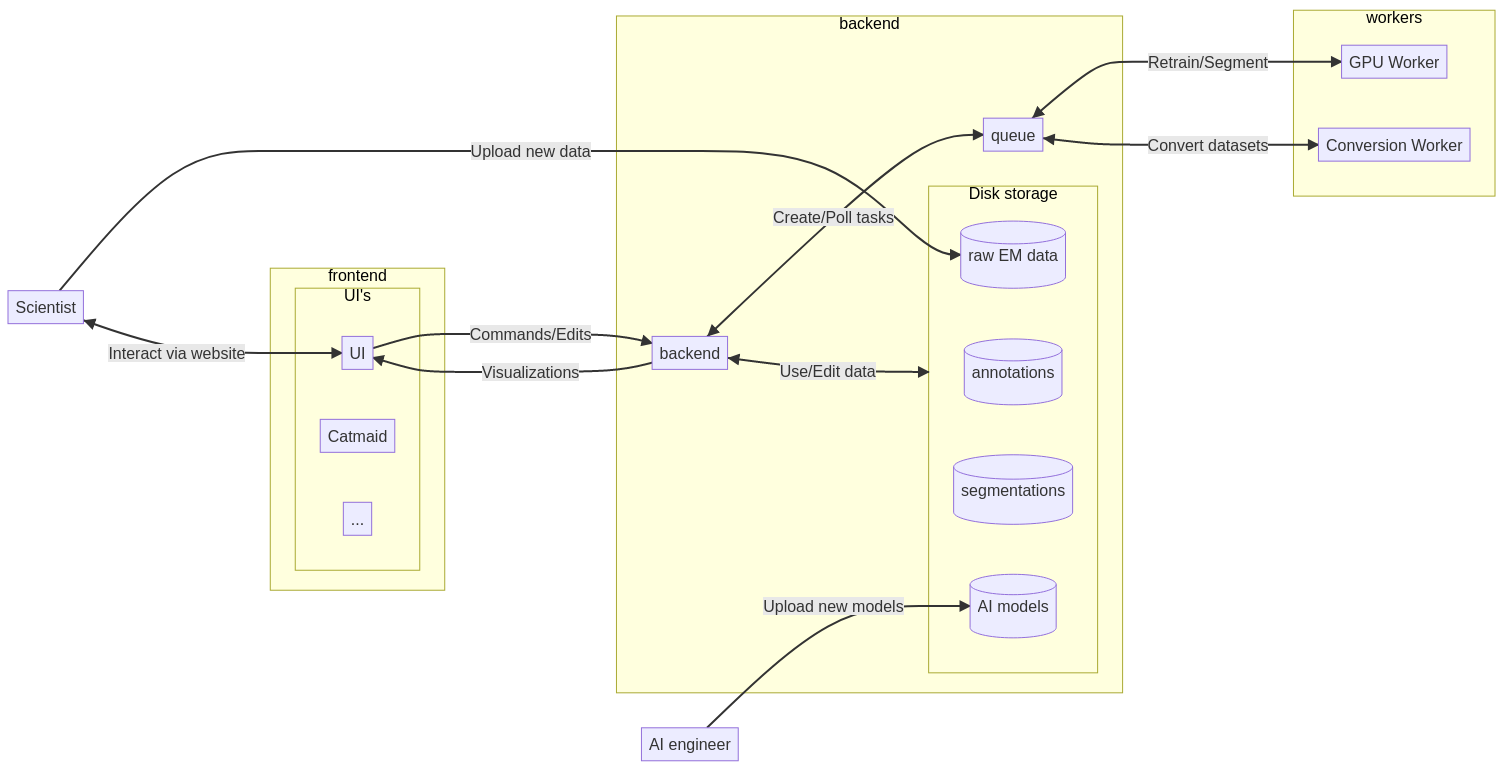 backend
workers
Retrain/Segment
GPU Worker
queue
Convert datasets
Conversion Worker
Upload new data
Disk storage
Create/Poll tasks
raw EM data
frontend
UI's
Scientist
Interact via website
UI
Commands/Edits
Visualizations
backend
Use/Edit data
annotations
Catmaid
segmentations
...
Upload new models
AI models
AI engineer